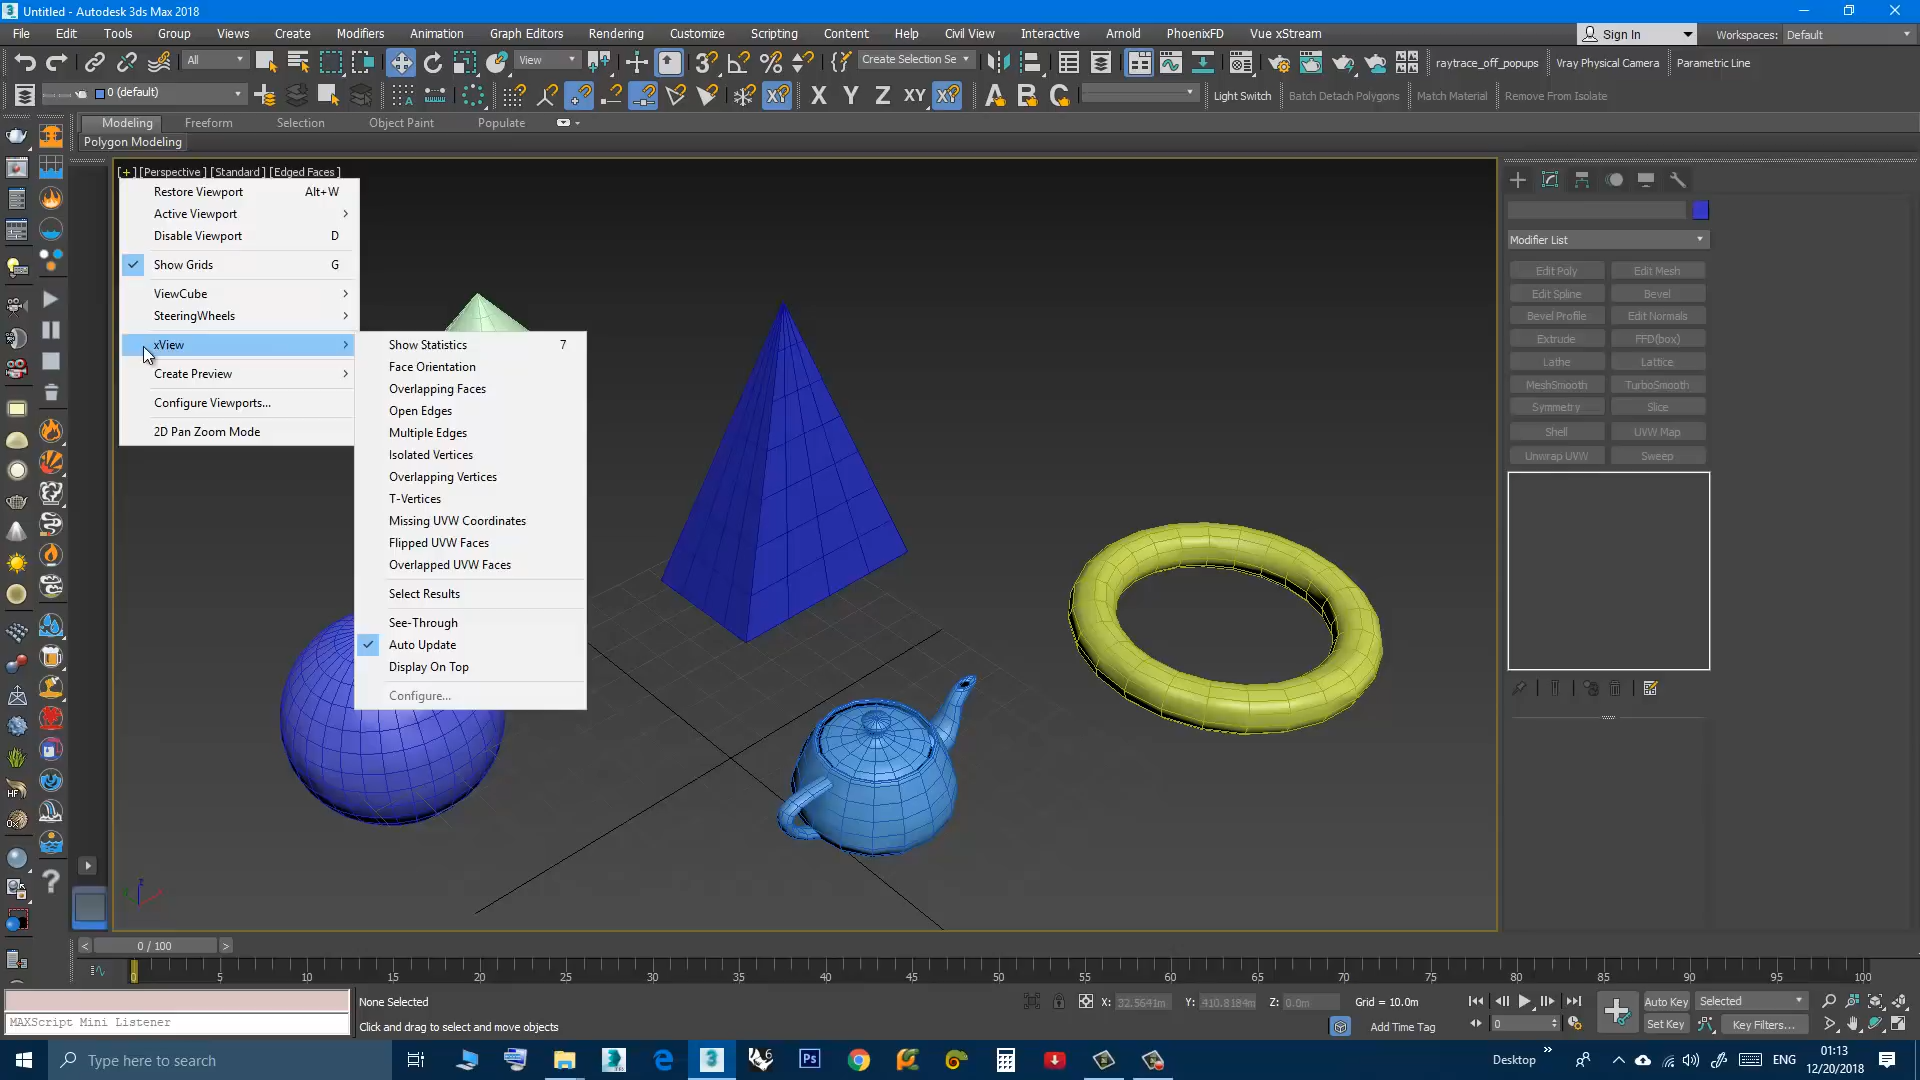 Untitled - Autodesk 3ds Max 2018
File Edit Tools Group Views Create Modifiers Animation Graph Editors Rendering Customize Scripting Content Help Civil View Interactive Arnold PhoenixFD Vue xStream
Sign In Workspaces: Default
All View Create Selection Se raytrace_off_popups Vray Physical Camera Parametric Line
0 (default) X Y Z XY XY A B C Light Switch Batch Detach Polygons Match Material Remove From Isolate
Modeling Freeform Selection Object Paint Populate
Polygon Modeling
[+] [Perspective] [Standard] [Edged Faces]
Restore Viewport Alt+W
Active Viewport
Disable Viewport D
Show Grids G
ViewCube
SteeringWheels
xView
Create Preview
Configure Viewports...
2D Pan Zoom Mode
Show Statistics 7
Face Orientation
Overlapping Faces
Open Edges
Multiple Edges
Isolated Vertices
Overlapping Vertices
T-Vertices
Missing UVW Coordinates
Flipped UVW Faces
Overlapped UVW Faces
Select Results
See-Through
Auto Update
Display On Top
Configure...
Modifier List
Edit Poly Edit Mesh
Edit Spline Bevel
Bevel Profile Edit Normals
Extrude FFD(box)
Lathe Lattice
MeshSmooth TurboSmooth
Symmetry Slice
Shell UVW Map
Unwrap UVW Sweep
0 / 100
0 5 10 15 20 25 30 35 40 45 50 55 60 65 70 75 80 85 90 95 100
None Selected X: 32.5641m Y: 410.8184m Z: 0.0m Grid = 10.0m Auto Key Selected
MAXScript Mini Listener Click and drag to select and move objects Add Time Tag 0 Set Key Key Filters...
Type here to search Desktop ENG 01:13
12/20/2018